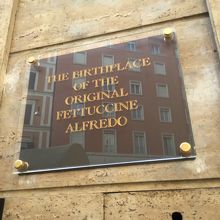 THE BIRTHPLACE
OF THE
ORIGINAL
FETTUCCINE
ALFREDO